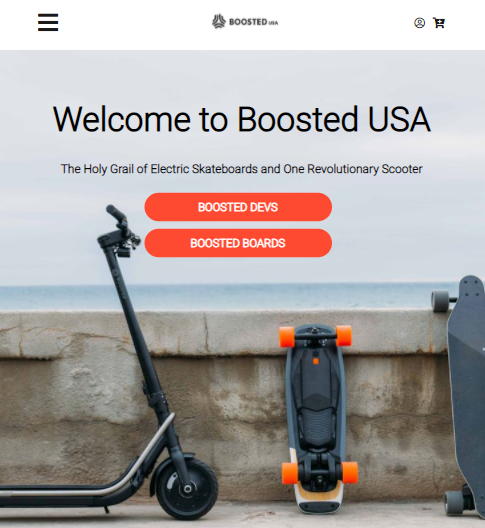 BOOSTED USA
Welcome to Boosted USA
The Holy Grail of Electric Skateboards and One Revolutionary Scooter
BOOSTED DEVS
BOOSTED BOARDS